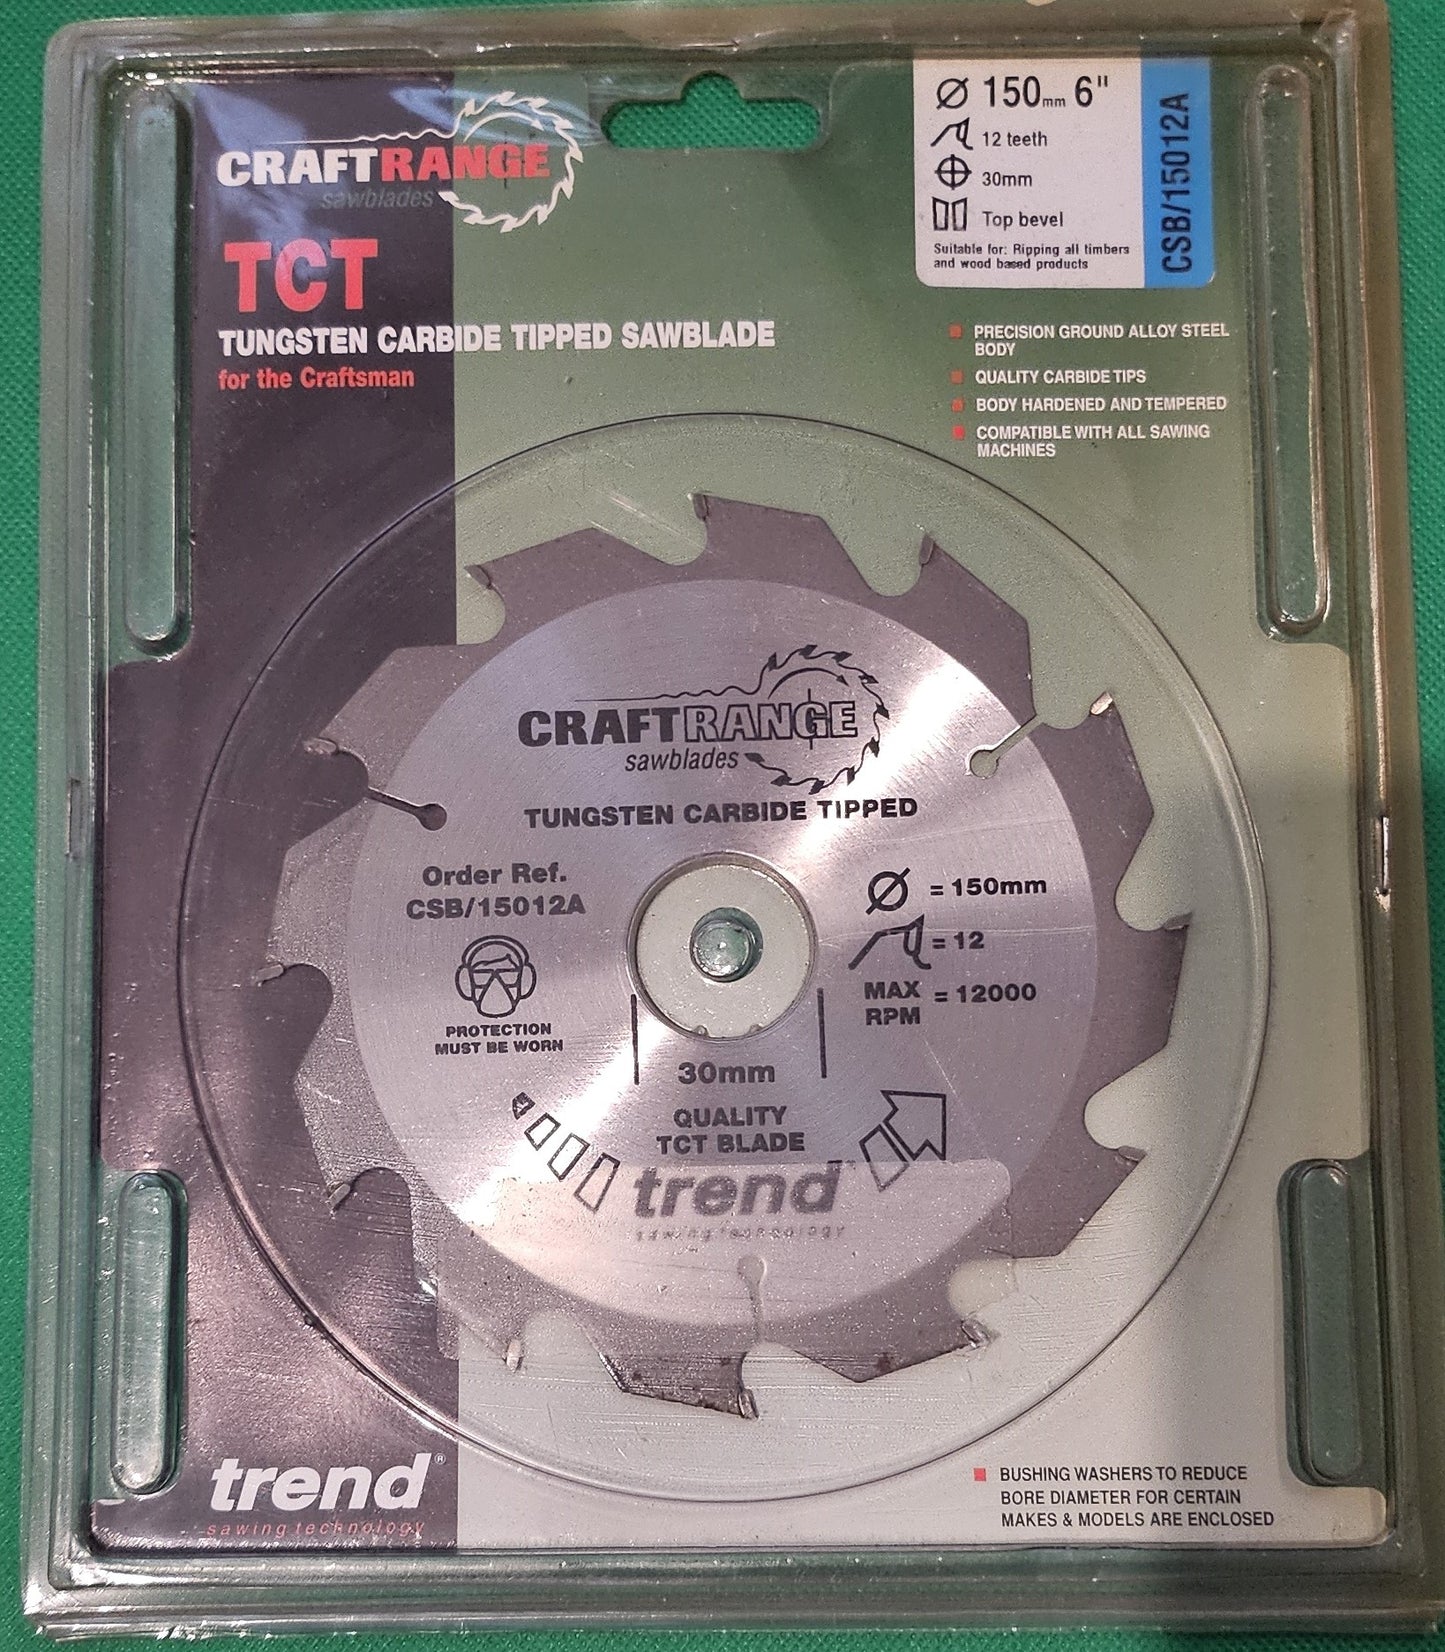 CRAFTRANGE
sawblades
TCT
TUNGSTEN CARBIDE TIPPED SAWBLADE
for the Craftsman
Ø 150mm 6"
12 teeth
30mm
Top bevel
Suitable for: Ripping all timbers
and wood based products
CSB/15012A
PRECISION GROUND ALLOY STEEL
BODY
QUALITY CARBIDE TIPS
BODY HARDENED AND TEMPERED
COMPATIBLE WITH ALL SAWING
MACHINES
CRAFTRANGE
sawblades
TUNGSTEN CARBIDE TIPPED
Order Ref.
CSB/15012A
PROTECTION
MUST BE WORN
Ø = 150mm
= 12
MAX RPM = 12000
30mm
QUALITY
TCT BLADE
trend
sawing technology
trend®
sawing technology
BUSHING WASHERS TO REDUCE
BORE DIAMETER FOR CERTAIN
MAKES & MODELS ARE ENCLOSED